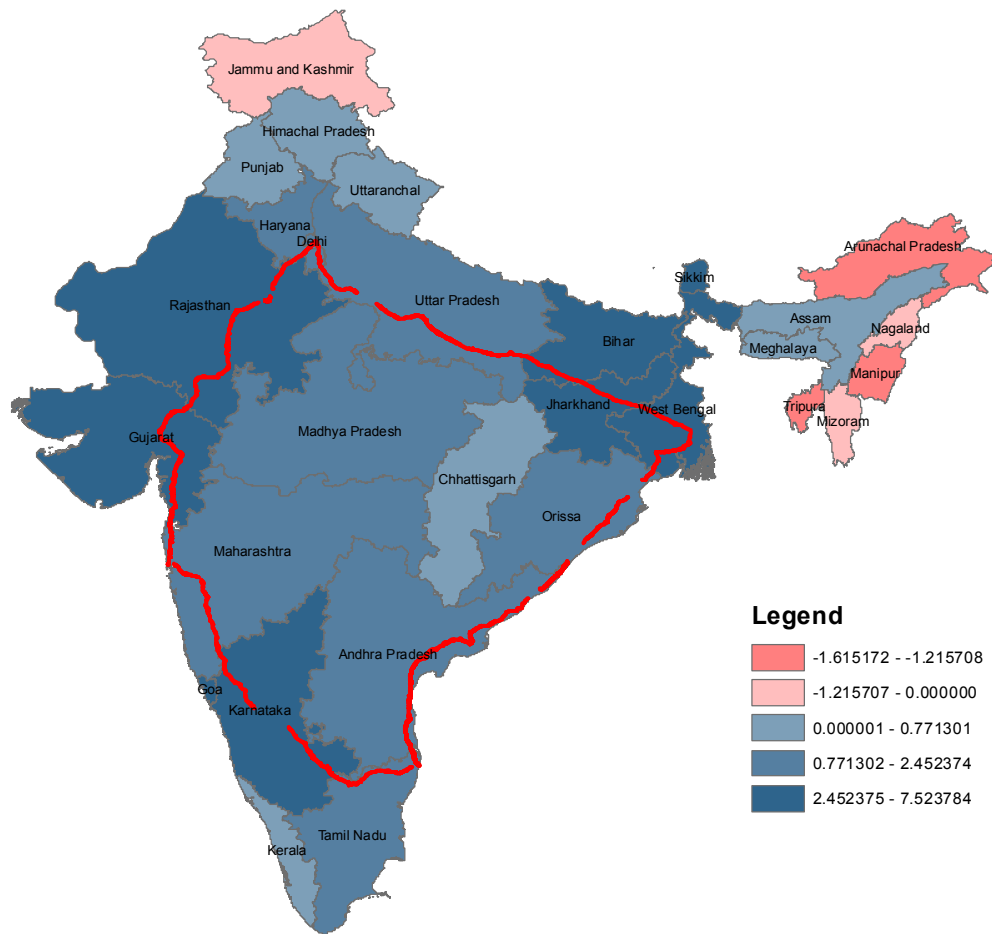 Jammu and Kashmir
Himachal Pradesh
Punjab
Uttaranchal
Haryana
Delhi
Arunachal Pradesh
Sikkim
Rajasthan
Uttar Pradesh
Assam
Nagaland
Bihar
Meghalaya
Manipur
Jharkhand
West Bengal
Tripura
Mizoram
Gujarat
Madhya Pradesh
Chhattisgarh
Orissa
Maharashtra
Andhra Pradesh
Goa
Karnataka
Tamil Nadu
Kerala
Legend
-1.615172 - -1.215708
-1.215707 - 0.000000
0.000001 - 0.771301
0.771302 - 2.452374
2.452375 - 7.523784